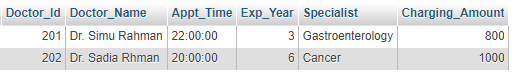 Doctor_Id Doctor_Name Appt_Time Exp_Year Specialist Charging_Amount
201 Dr. Simu Rahman 22:00:00 3 Gastroenterology 800
202 Dr. Sadia Rhman 20:00:00 6 Cancer 1000